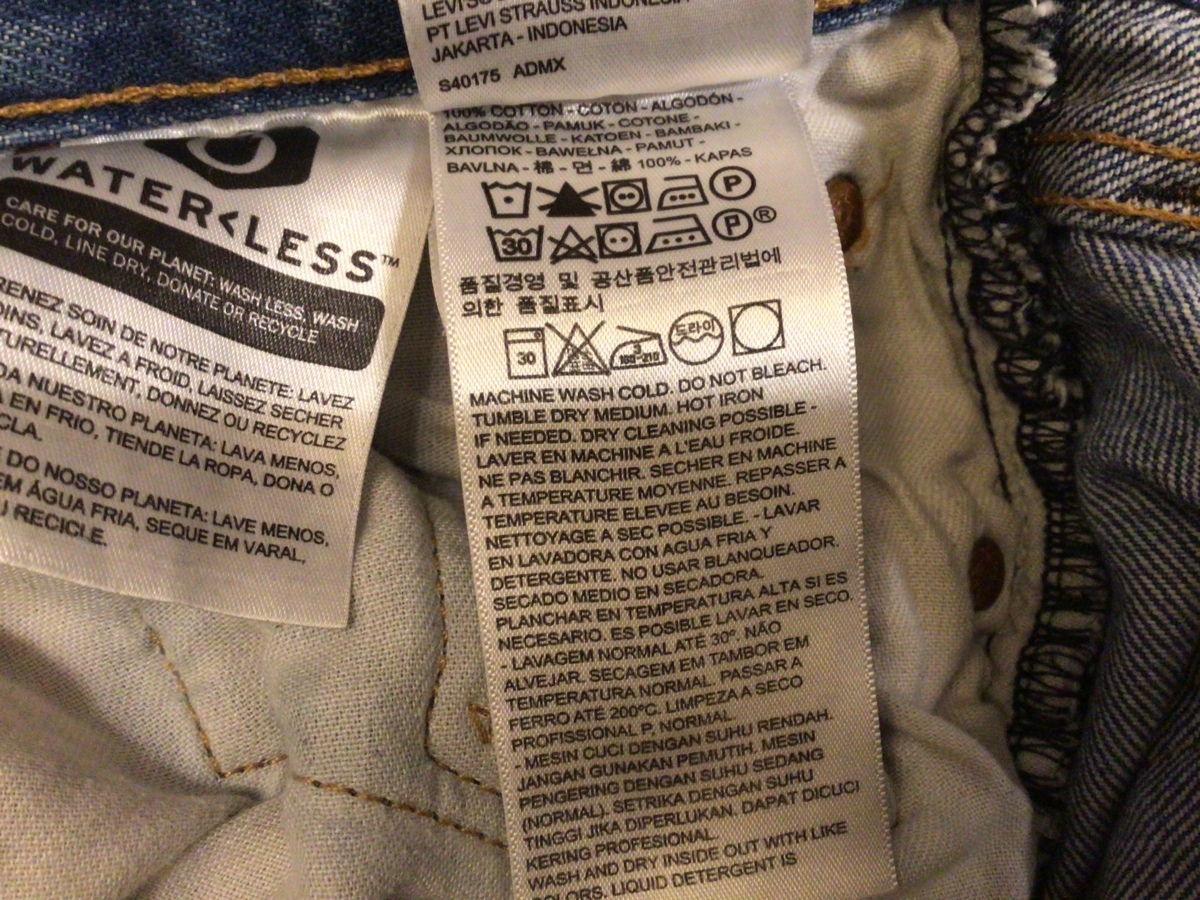 PT LEVI STRAUSS INDONESIA
JAKARTA - INDONESIA
S40175 ADMX
100% COTTON - COTON - ALGODÓN -
ALGODÃO - PAMUK - COTONE -
BAUMWOLLE - KATOEN - BAMBAKI -
ХЛОПОК - BAWEŁNA - PAMUT -
BAVLNA - 棉 - 면 - 綿 100% - KAPAS
P
30 P®
품질경영 및 공산품안전관리법에
의한 품질표시
30 3 180-210 드라이
MACHINE WASH COLD. DO NOT BLEACH.
TUMBLE DRY MEDIUM. HOT IRON
IF NEEDED. DRY CLEANING POSSIBLE -
LAVER EN MACHINE A L'EAU FROIDE.
NE PAS BLANCHIR. SECHER EN MACHINE
A TEMPERATURE MOYENNE. REPASSER A
TEMPERATURE ELEVEE AU BESOIN.
NETTOYAGE A SEC POSSIBLE. - LAVAR
EN LAVADORA CON AGUA FRIA Y
DETERGENTE. NO USAR BLANQUEADOR.
SECADO MEDIO EN SECADORA.
PLANCHAR EN TEMPERATURA ALTA SI ES
NECESARIO. ES POSIBLE LAVAR EN SECO.
- LAVAGEM NORMAL ATÉ 30º. NÃO
ALVEJAR. SECAGEM EM TAMBOR EM
TEMPERATURA NORMAL. PASSAR A
FERRO ATÉ 200ºC. LIMPEZA A SECO
PROFISSIONAL P, NORMAL.
- MESIN CUCI DENGAN SUHU RENDAH.
JANGAN GUNAKAN PEMUTIH. MESIN
PENGERING DENGAN SUHU SEDANG
(NORMAL). SETRIKA DENGAN SUHU
TINGGI JIKA DIPERLUKAN. DAPAT DICUCI
KERING PROFESIONAL.
WASH AND DRY INSIDE OUT WITH LIKE
COLORS. LIQUID DETERGENT IS
WATER<LESS™
CARE FOR OUR PLANET: WASH LESS, WASH
COLD, LINE DRY, DONATE OR RECYCLE
PRENEZ SOIN DE NOTRE PLANETE: LAVEZ
MOINS, LAVEZ A FROID, LAISSEZ SECHER
NATURELLEMENT, DONNEZ OU RECYCLEZ
NUESTRO PLANETA: LAVA MENOS,
EN FRIO, TIENDE LA ROPA, DONA O
DO NOSSO PLANETA: LAVE MENOS,
EM ÁGUA FRIA, SEQUE EM VARAL,
RECICLE.